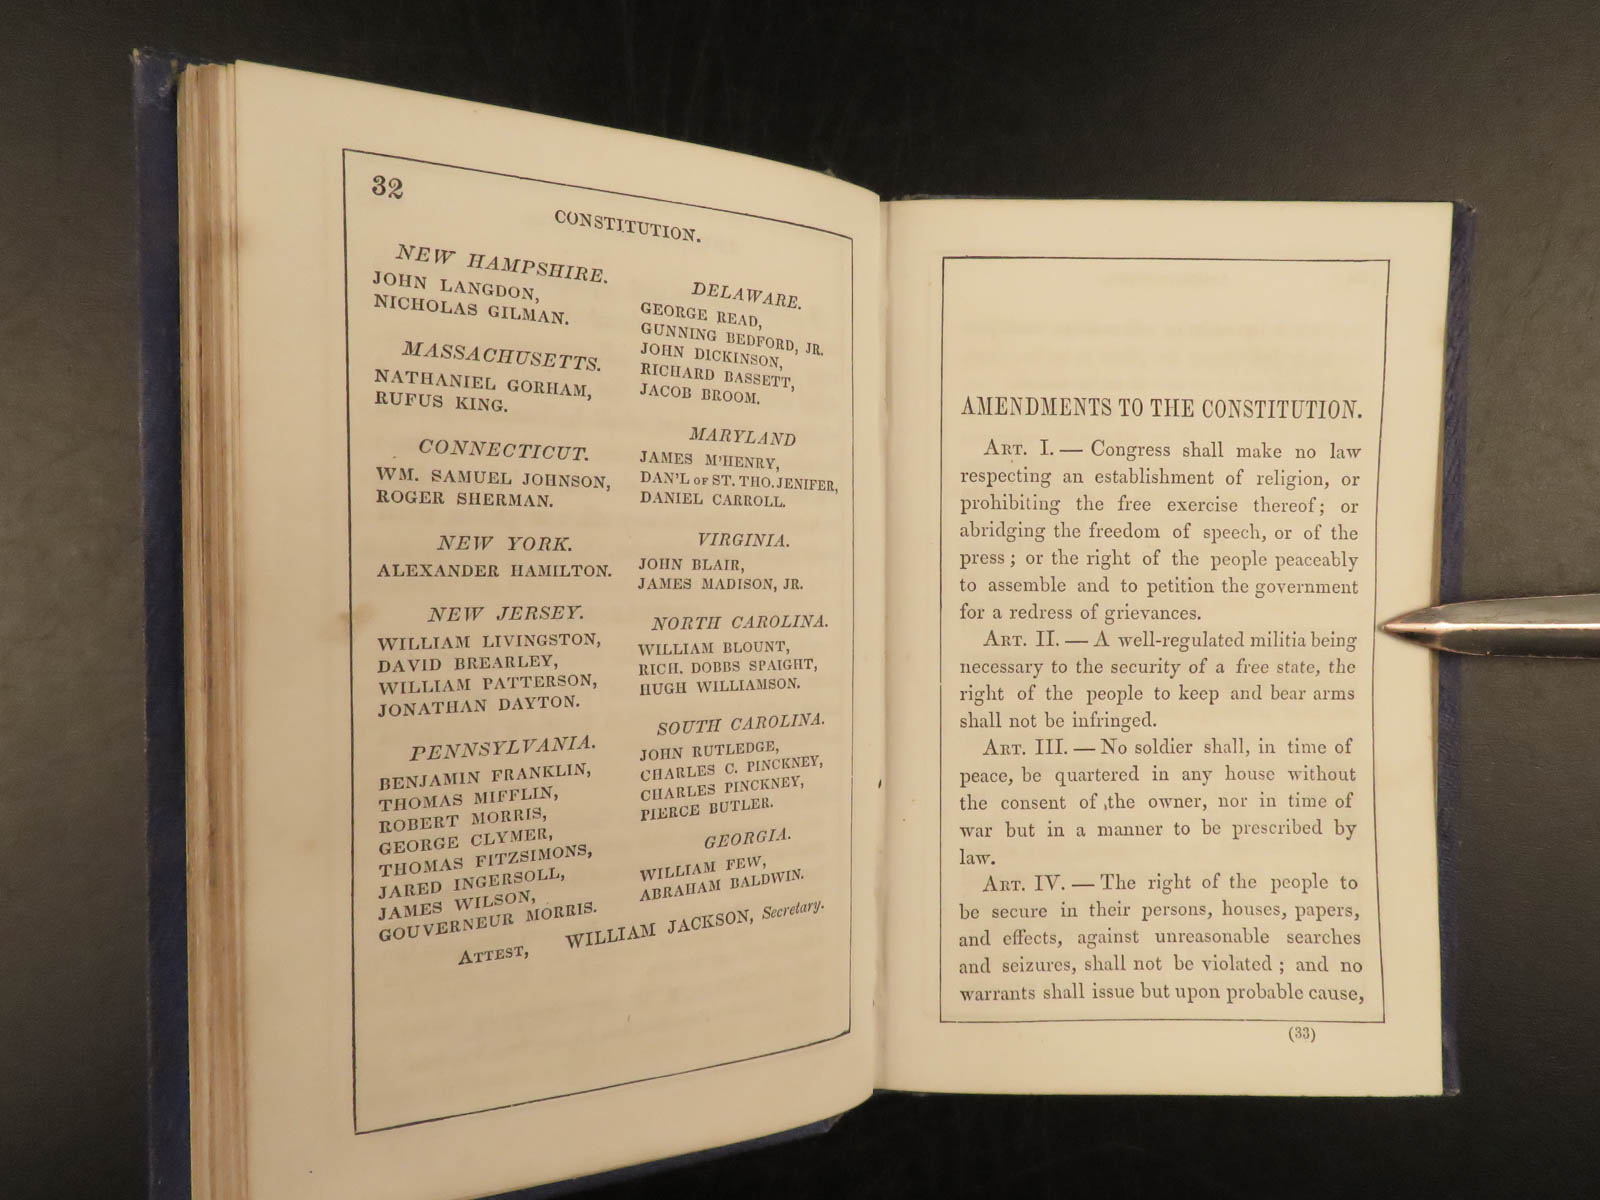 32
CONSTITUTION.
NEW HAMPSHIRE.
JOHN LANGDON,
NICHOLAS GILMAN.
MASSACHUSETTS.
NATHANIEL GORHAM,
RUFUS KING.
CONNECTICUT.
WM. SAMUEL JOHNSON,
ROGER SHERMAN.
NEW YORK.
ALEXANDER HAMILTON.
NEW JERSEY.
WILLIAM LIVINGSTON,
DAVID BREARLEY,
WILLIAM PATTERSON,
JONATHAN DAYTON.
PENNSYLVANIA.
BENJAMIN FRANKLIN,
THOMAS MIFFLIN,
ROBERT MORRIS,
GEORGE CLYMER,
THOMAS FITZSIMONS,
JARED INGERSOLL,
JAMES WILSON,
GOUVERNEUR MORRIS.
DELAWARE.
GEORGE READ,
GUNNING BEDFORD, JR.
JOHN DICKINSON,
RICHARD BASSETT,
JACOB BROOM.
MARYLAND
JAMES M'HENRY,
DAN'L OF ST. THO. JENIFER,
DANIEL CARROLL.
VIRGINIA.
JOHN BLAIR,
JAMES MADISON, JR.
NORTH CAROLINA.
WILLIAM BLOUNT,
RICH. DOBBS SPAIGHT,
HUGH WILLIAMSON.
SOUTH CAROLINA.
JOHN RUTLEDGE,
CHARLES C. PINCKNEY,
CHARLES PINCKNEY,
PIERCE BUTLER.
GEORGIA.
WILLIAM FEW,
ABRAHAM BALDWIN.
ATTEST, WILLIAM JACKSON, Secretary.
AMENDMENTS TO THE CONSTITUTION.
ART. I. — Congress shall make no law
respecting an establishment of religion, or
prohibiting the free exercise thereof; or
abridging the freedom of speech, or of the
press; or the right of the people peaceably
to assemble and to petition the government
for a redress of grievances.
ART. II. — A well-regulated militia being
necessary to the security of a free state, the
right of the people to keep and bear arms
shall not be infringed.
ART. III. — No soldier shall, in time of
peace, be quartered in any house without
the consent of the owner, nor in time of
war but in a manner to be prescribed by
law.
ART. IV. — The right of the people to
be secure in their persons, houses, papers,
and effects, against unreasonable searches
and seizures, shall not be violated; and no
warrants shall issue but upon probable cause,
(33)